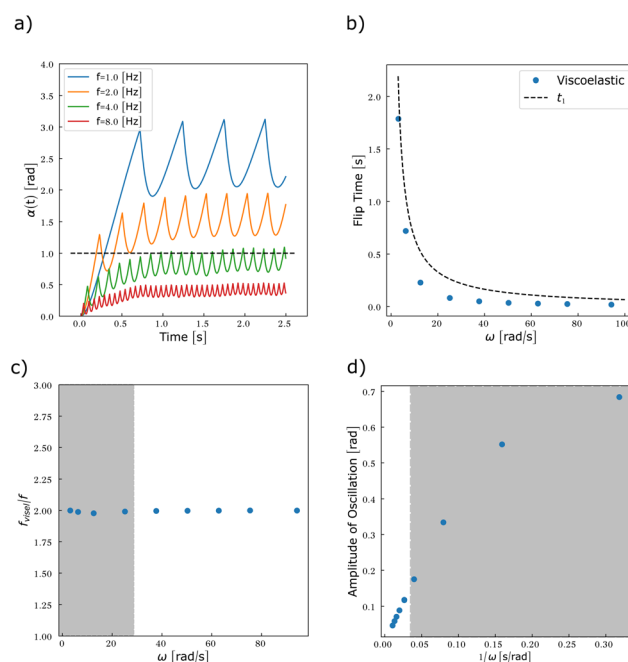 a)
4.0
3.5
3.0
2.5
2.0
1.5
1.0
0.5
0.0
α(t) [rad]
f=1.0 [Hz]
f=2.0 [Hz]
f=4.0 [Hz]
f=8.0 [Hz]
0.0 0.5 1.0 1.5 2.0 2.5
Time [s]
b)
2.0
1.5
1.0
0.5
0.0
Flip Time [s]
Viscoelastic
t₁
0 20 40 60 80 100
ω [rad/s]
c)
3.00
2.75
2.50
2.25
2.00
1.75
1.50
1.25
1.00
f_visel/f
0 20 40 60 80
ω [rad/s]
d)
0.7
0.6
0.5
0.4
0.3
0.2
0.1
Amplitude of Oscillation [rad]
0.00 0.05 0.10 0.15 0.20 0.25 0.30
1/ω [s/rad]